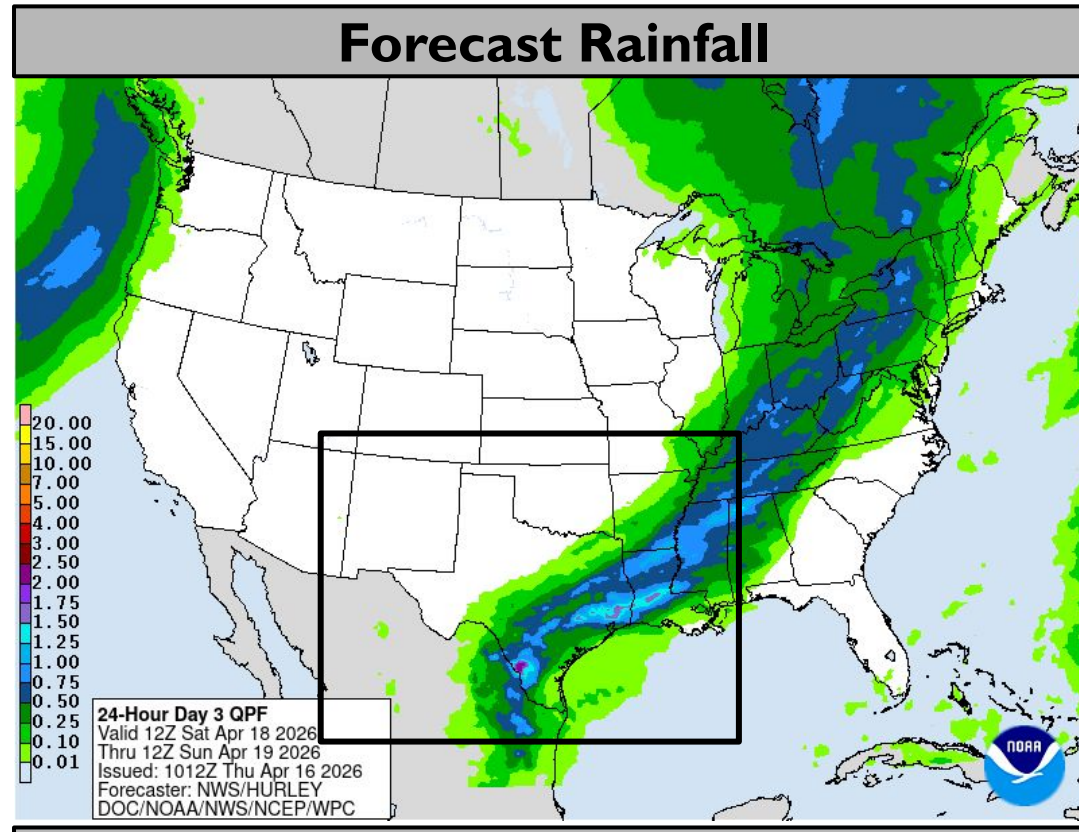 Forecast Rainfall
20.00
15.00
10.00
7.00
5.00
4.00
3.00
2.50
2.00
1.75
1.50
1.25
1.00
0.75
0.50
0.25
0.10
0.01
24-Hour Day 3 QPF
Valid 12Z Sat Apr 18 2026
Thru 12Z Sun Apr 19 2026
Issued: 1012Z Thu Apr 16 2026
Forecaster: NWS/HURLEY
DOC/NOAA/NWS/NCEP/WPC
NOAA